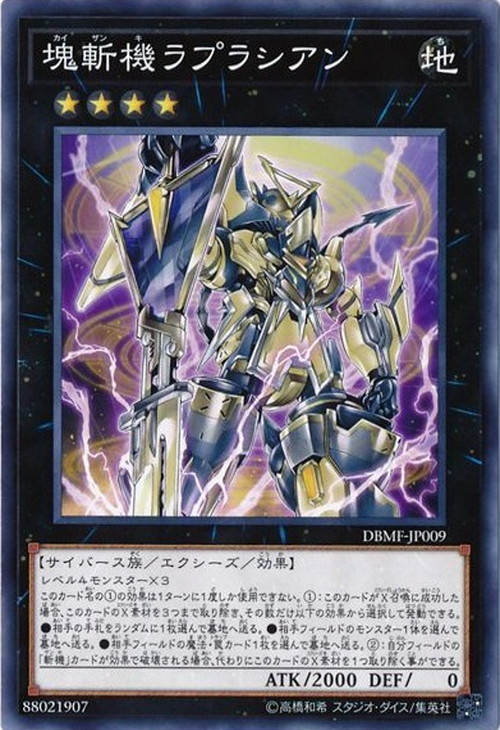 塊斬機ラプラシアン
カイ ザン キ
地
DBMF-JP009
【サイバース族／エクシーズ／効果】
レベル4モンスター×3
このカード名の①の効果は1ターンに1度しか使用できない。①：このカードがX召喚に成功した
場合、このカードのX素材を3つまで取り除き、その数だけ以下の効果から選択して発動できる。
●相手の手札をランダムに1枚選んで墓地へ送る。●相手フィールドのモンスター1体を選んで
墓地へ送る。●相手フィールドの魔法・罠カード1枚を選んで墓地へ送る。②：自分フィールドの
「斬機」カードが効果で破壊される場合、代わりにこのカードのX素材を1つ取り除く事ができる。
ATK/2000 DEF/ 0
88021907
©高橋和希 スタジオ・ダイス/集英社